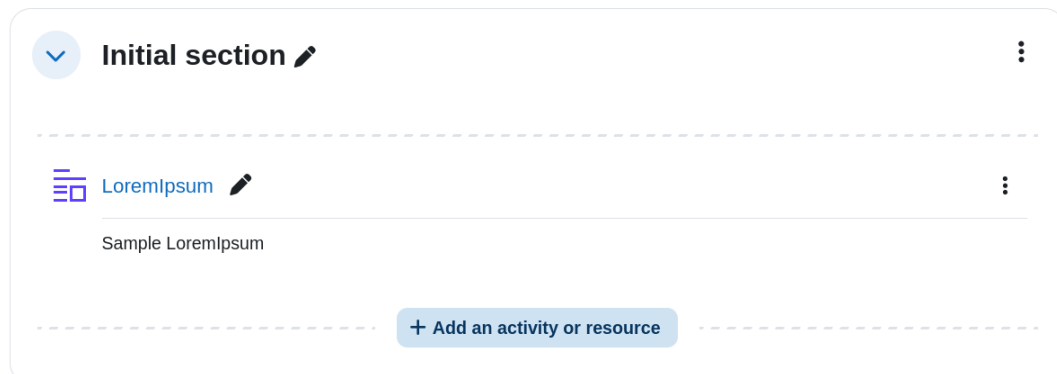 Initial section
LoremIpsum
Sample LoremIpsum
+ Add an activity or resource